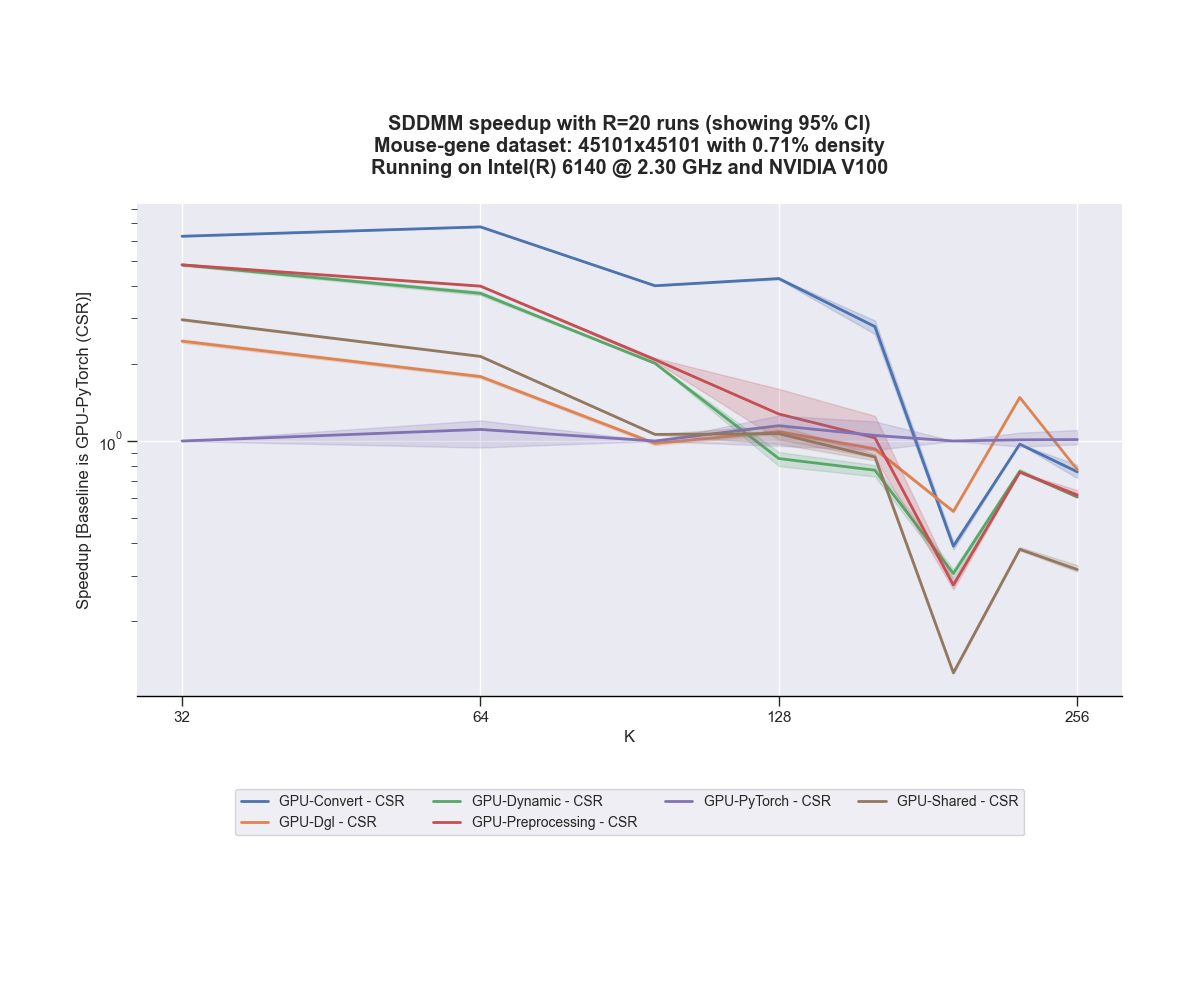 SDDMM speedup with R=20 runs (showing 95% CI)
Mouse-gene dataset: 45101x45101 with 0.71% density
Running on Intel(R) 6140 @ 2.30 GHz and NVIDIA V100
Speedup [Baseline is GPU-PyTorch (CSR)]
10^0
32 64 128 256
K
GPU-Convert - CSR GPU-Dynamic - CSR GPU-PyTorch - CSR GPU-Shared - CSR
GPU-Dgl - CSR GPU-Preprocessing - CSR